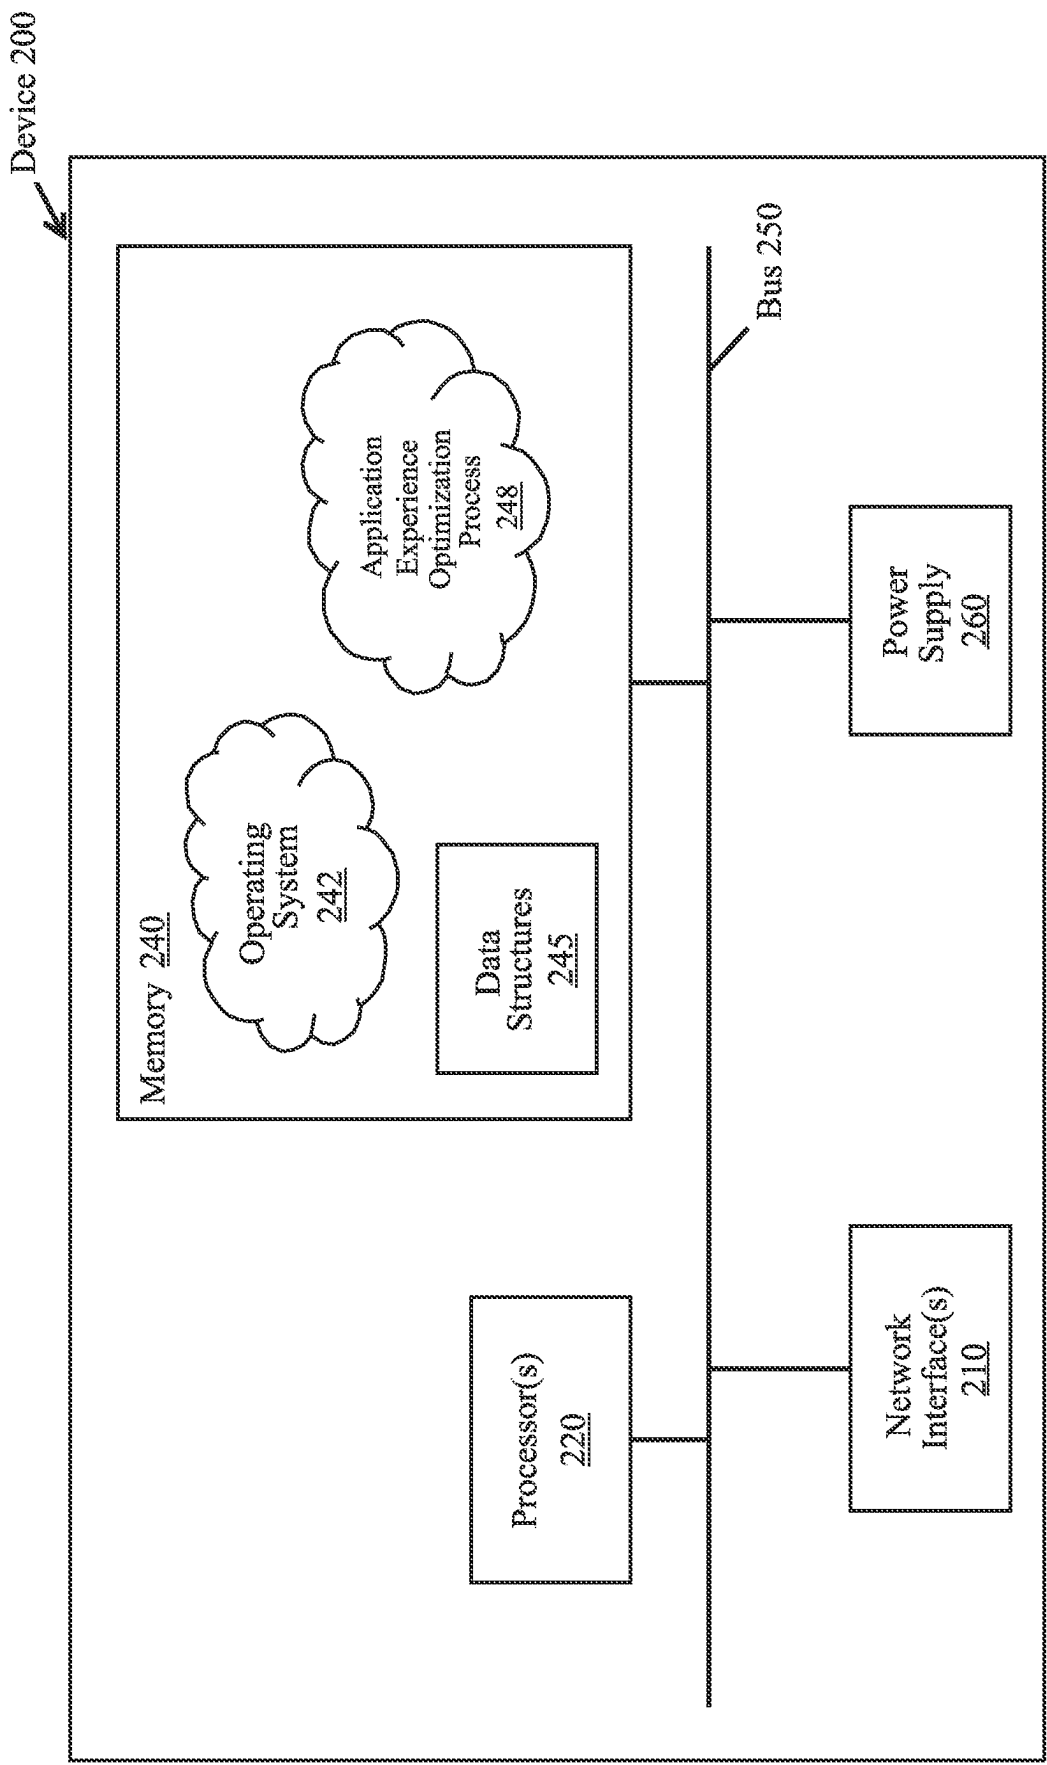 Device 200
Memory 240
Operating
System
242
Application
Experience
Optimization
Process
248
Data
Structures
245
Processor(s)
220
Bus 250
Network
Interface(s)
210
Power
Supply
260